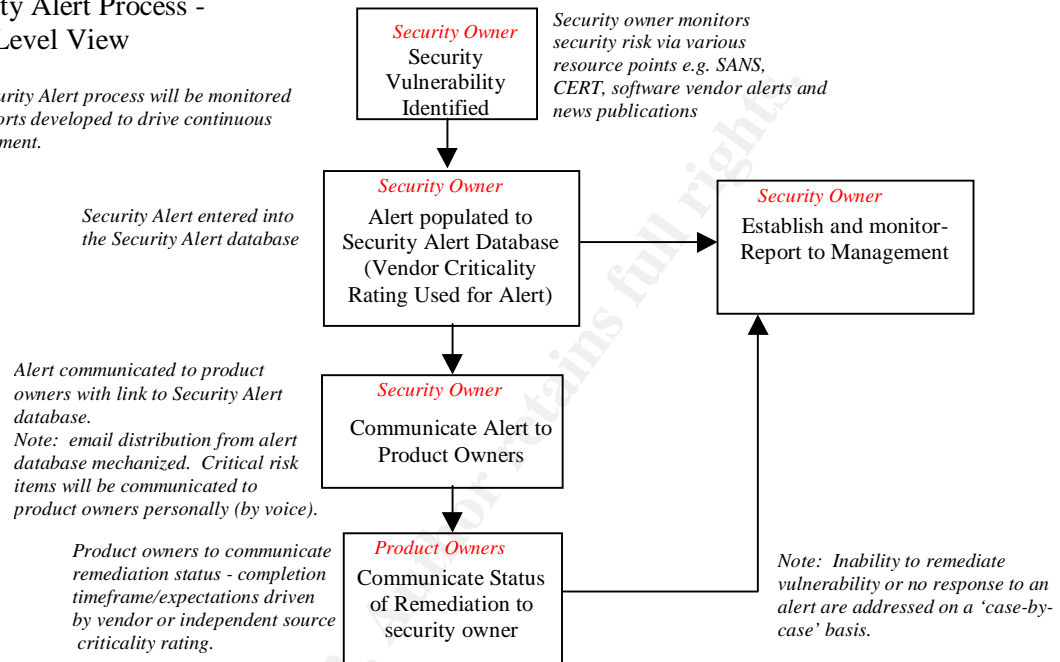 ty Alert Process -
Level View
urity Alert process will be monitored
orts developed to drive continuous
ment.
Security Owner
Security
Vulnerability
Identified
Security owner monitors
security risk via various
resource points e.g. SANS,
CERT, software vendor alerts and
news publications
Security Alert entered into
the Security Alert database
Security Owner
Alert populated to
Security Alert Database
(Vendor Criticality
Rating Used for Alert)
Security Owner
Establish and monitor-
Report to Management
Alert communicated to product
owners with link to Security Alert
database.
Note: email distribution from alert
database mechanized. Critical risk
items will be communicated to
product owners personally (by voice).
Security Owner
Communicate Alert to
Product Owners
Product owners to communicate
remediation status - completion
timeframe/expectations driven
by vendor or independent source
criticality rating.
Product Owners
Communicate Status
of Remediation to
security owner
Note: Inability to remediate
vulnerability or no response to an
alert are addressed on a ‘case-by-
case’ basis.
Author retains full rights.